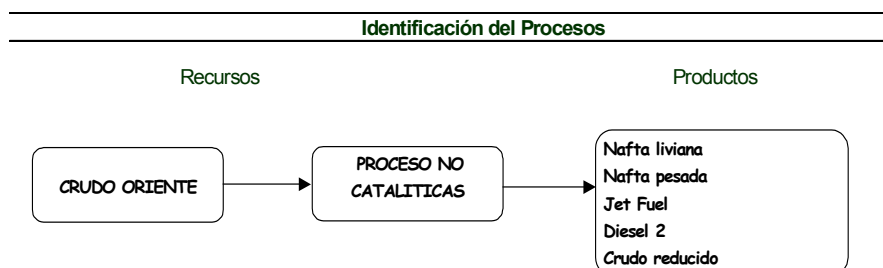 Identificación del Procesos
Recursos
Productos
CRUDO ORIENTE
PROCESO NO
CATALITICAS
Nafta liviana
Nafta pesada
Jet Fuel
Diesel 2
Crudo reducido